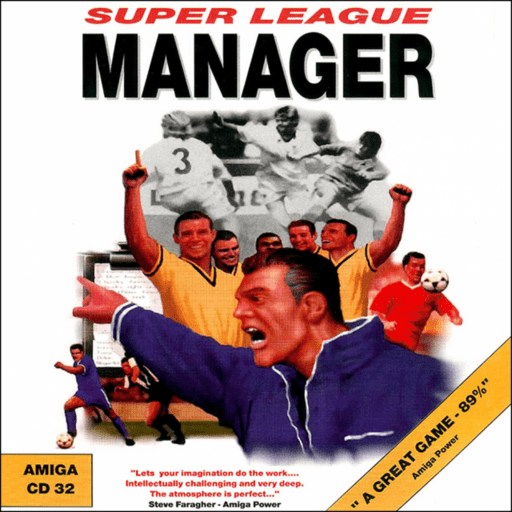 SUPER LEAGUE
MANAGER
3
AMIGA
CD 32
"Lets your imagination do the work....
Intellectually challenging and very deep.
The atmosphere is perfect..."
Steve Faragher - Amiga Power
"A GREAT GAME - 89%"
Amiga Power